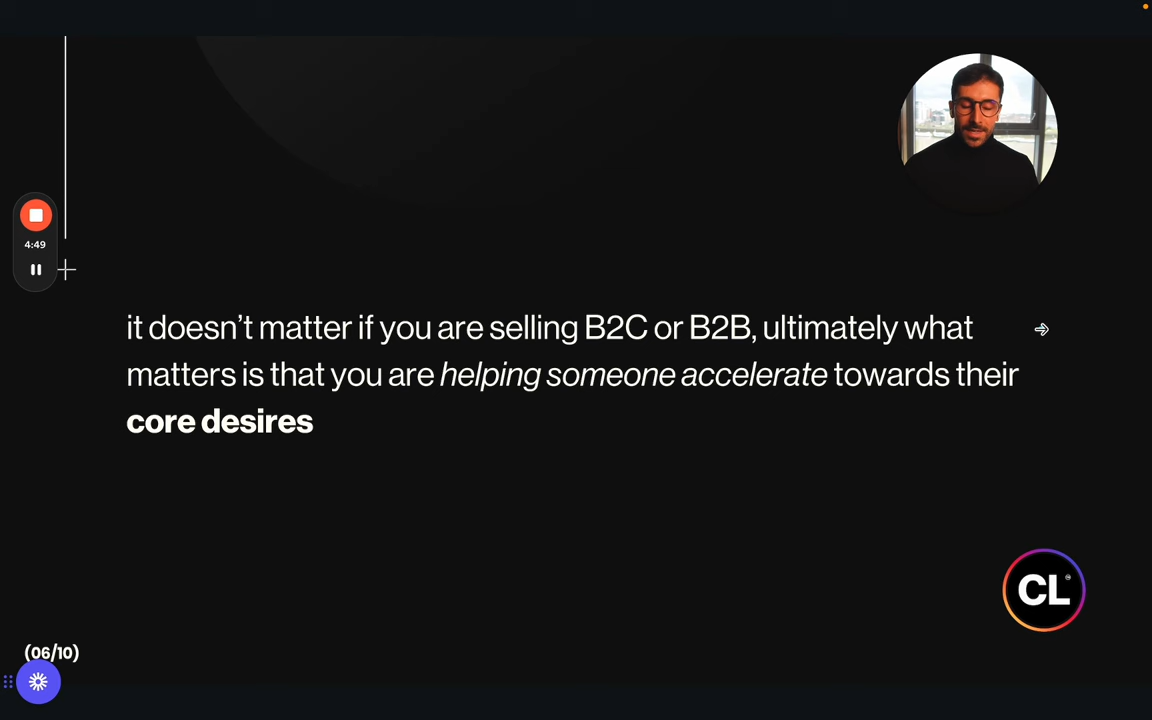 4:49
it doesn’t matter if you are selling B2C or B2B, ultimately what
matters is that you are helping someone accelerate towards their
core desires
CL
(06/10)